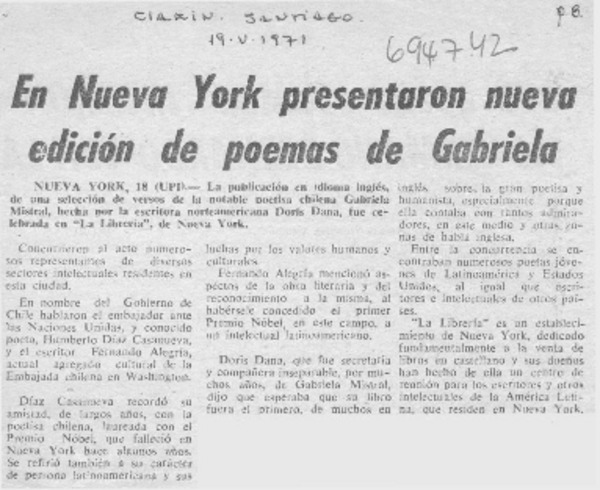 CLARIN. SANTIAGO.
19.V.1971
p 8.
694742
En Nueva York presentaron nueva
edición de poemas de Gabriela
NUEVA YORK, 18 (UPI).— La publicación en idioma inglés,
de una selección de versos de la notable poetisa chilena Gabriela
Mistral, hecha por la escritora norteamericana Doris Dana, fue ce-
lebrada en "La Librería", de Nueva York.
Concurrieron al acto numero-
sos representantes de diversos
sectores intelectuales residentes en
esta ciudad.
En nombre del Gobierno de
Chile hablaron el embajador ante
las Naciones Unidas, y conocido
poeta, Humberto Díaz Casanueva,
y el escritor Fernando Alegría,
actual agregado cultural de la
Embajada chilena en Washington.
Díaz Casanueva recordó su
amistad, de largos años, con la
poetisa chilena, laureada con el
Premio Nóbel, que falleció en
Nueva York hace algunos años.
Se refirió también a su carácter
de persona latinoamericana y sus
luchas por los valores humanos y
culturales.
Fernando Alegría mencionó as-
pectos de la obra literaria y del
reconocimiento a la misma, al
habérsele concedido el primer
Premio Nóbel, en este campo, a
un intelectual latinoamericano.
Doris Dana, que fue secretaria
y compañera inseparable, por mu-
chos años, de Gabriela Mistral,
dijo que esperaba que su libro
fuera el primero, de muchos en
inglés, sobre la gran poetisa y
humanista, especialmente porque
ella contaba con tantos admira-
dores, en este medio y otras, zo-
nas de habla inglesa.
Entre la concurrencia se en-
contraban numerosos poetas jóve-
nes de Latinoamérica y Estados
Unidos, al igual que escri-
tores e intelectuales de otros paí-
ses.
"La Librería" es un estableci-
miento de Nueva York, dedicado
fundamentalmente a la venta de
libros en castellano y sus dueños
han hecho de ella un centro de
reunión para los escritores y otros
intelectuales de la América Lati-
na, que residen en Nueva York.